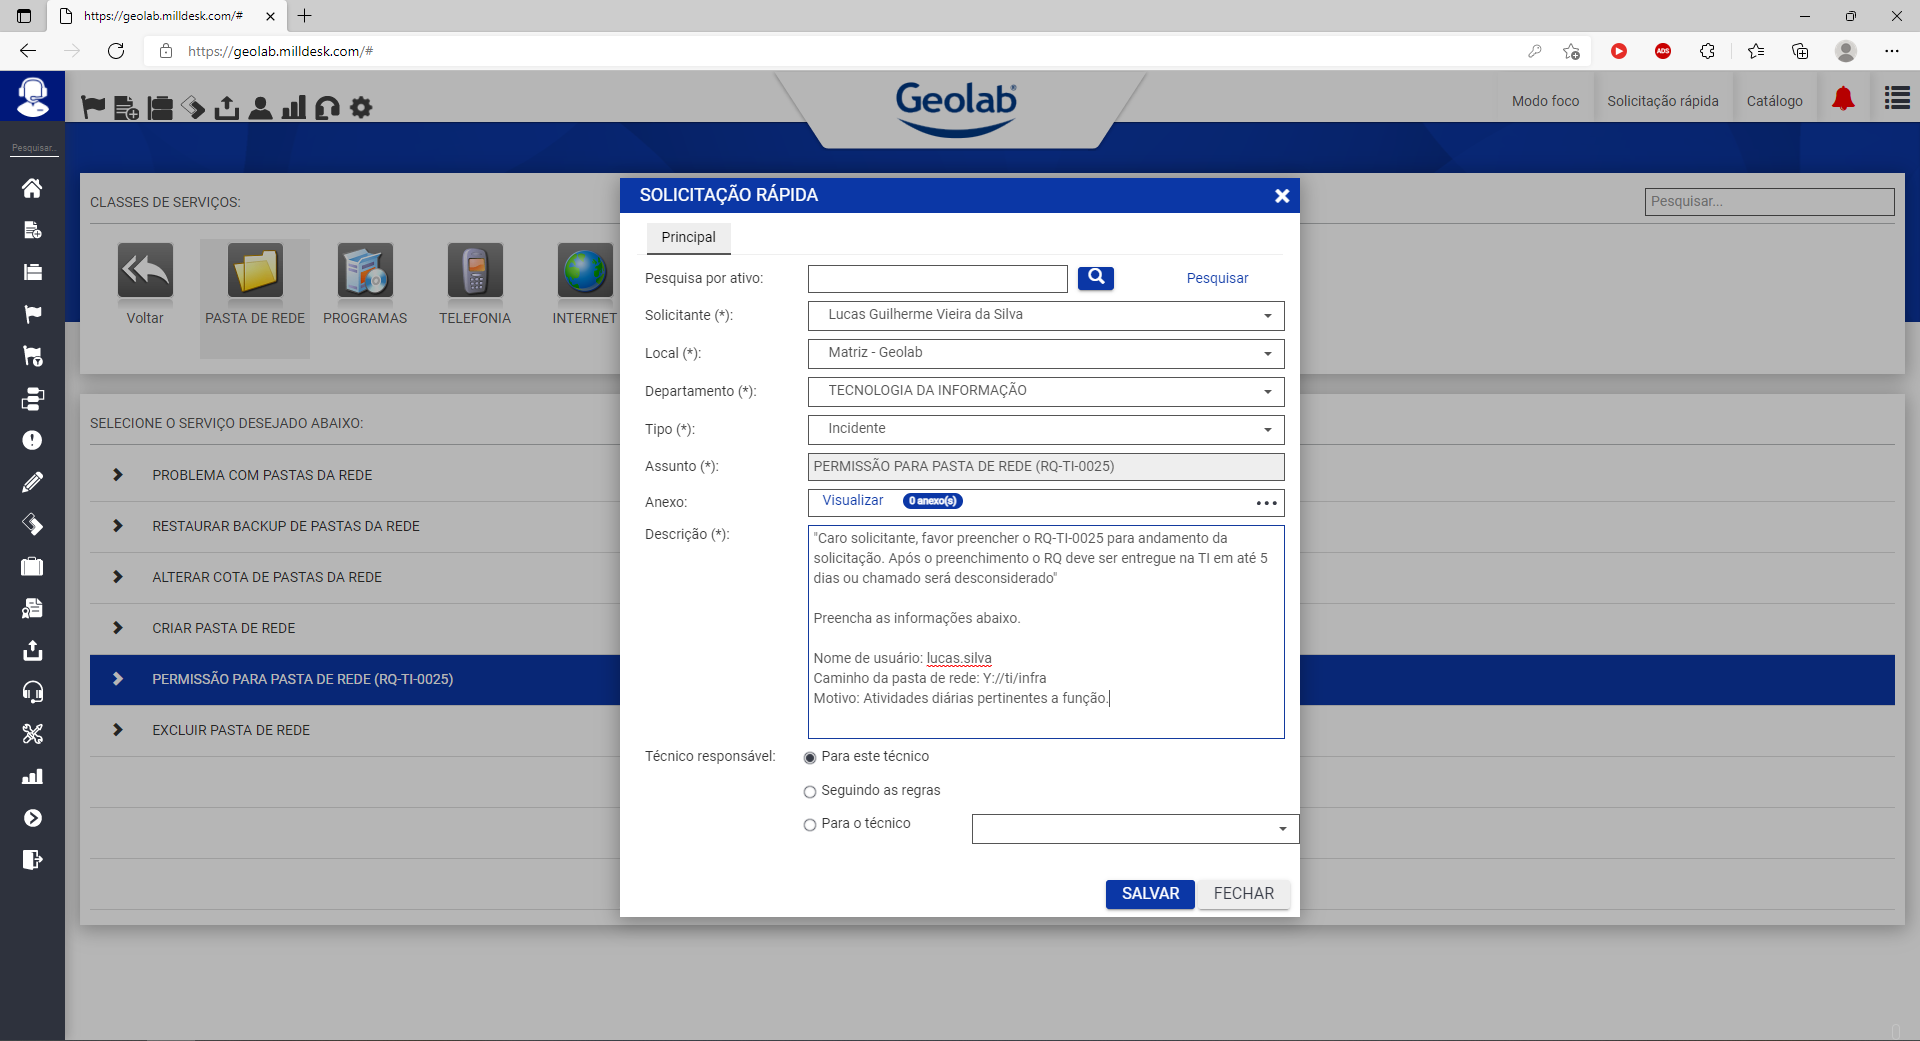 https://geolab.milldesk.com/#
https://geolab.milldesk.com/#
ADS
Geolab
Modo foco
Solicitação rápida
Catálogo
Pesquisar...
CLASSES DE SERVIÇOS:
Pesquisar...
Voltar
PASTA DE REDE
PROGRAMAS
TELEFONIA
INTERNET
SELECIONE O SERVIÇO DESEJADO ABAIXO:
PROBLEMA COM PASTAS DA REDE
RESTAURAR BACKUP DE PASTAS DA REDE
ALTERAR COTA DE PASTAS DA REDE
CRIAR PASTA DE REDE
PERMISSÃO PARA PASTA DE REDE (RQ-TI-0025)
EXCLUIR PASTA DE REDE
SOLICITAÇÃO RÁPIDA
Principal
Pesquisa por ativo:
Pesquisar
Solicitante (*):
Lucas Guilherme Vieira da Silva
Local (*):
Matriz - Geolab
Departamento (*):
TECNOLOGIA DA INFORMAÇÃO
Tipo (*):
Incidente
Assunto (*):
PERMISSÃO PARA PASTA DE REDE (RQ-TI-0025)
Anexo:
Visualizar
0 anexo(s)
Descrição (*):
"Caro solicitante, favor preencher o RQ-TI-0025 para andamento da
solicitação. Após o preenchimento o RQ deve ser entregue na TI em até 5
dias ou chamado será desconsiderado"
Preencha as informações abaixo.
Nome de usuário: lucas.silva
Caminho da pasta de rede: Y://ti/infra
Motivo: Atividades diárias pertinentes a função.
Técnico responsável:
Para este técnico
Seguindo as regras
Para o técnico
SALVAR
FECHAR